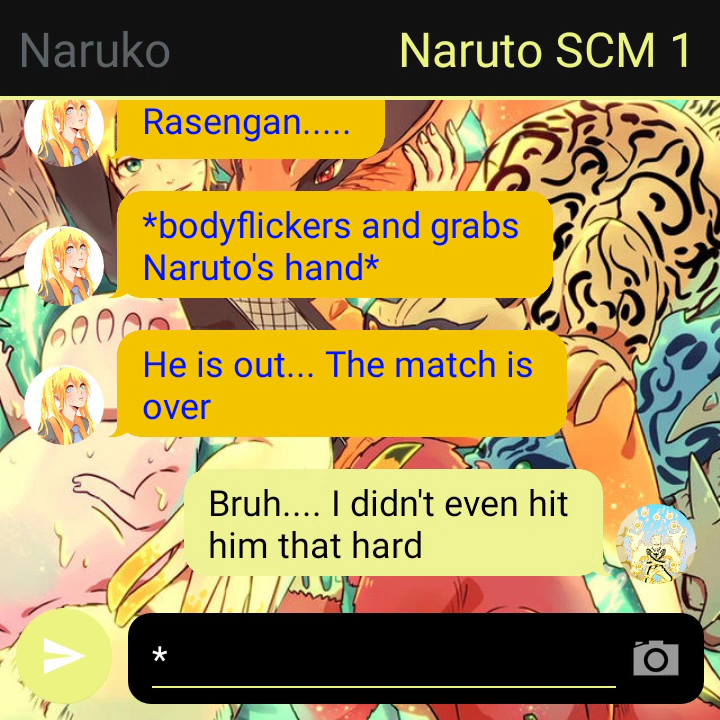 Naruko Naruto SCM 1
Rasengan.....
*bodyflickers and grabs
Naruto's hand*
He is out... The match is
over
Bruh.... I didn't even hit
him that hard
*